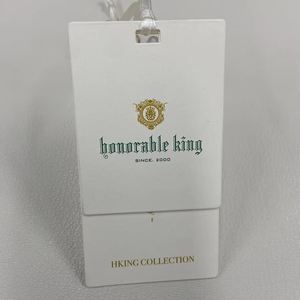 honorable king
SINCE. 2000
HKING COLLECTION